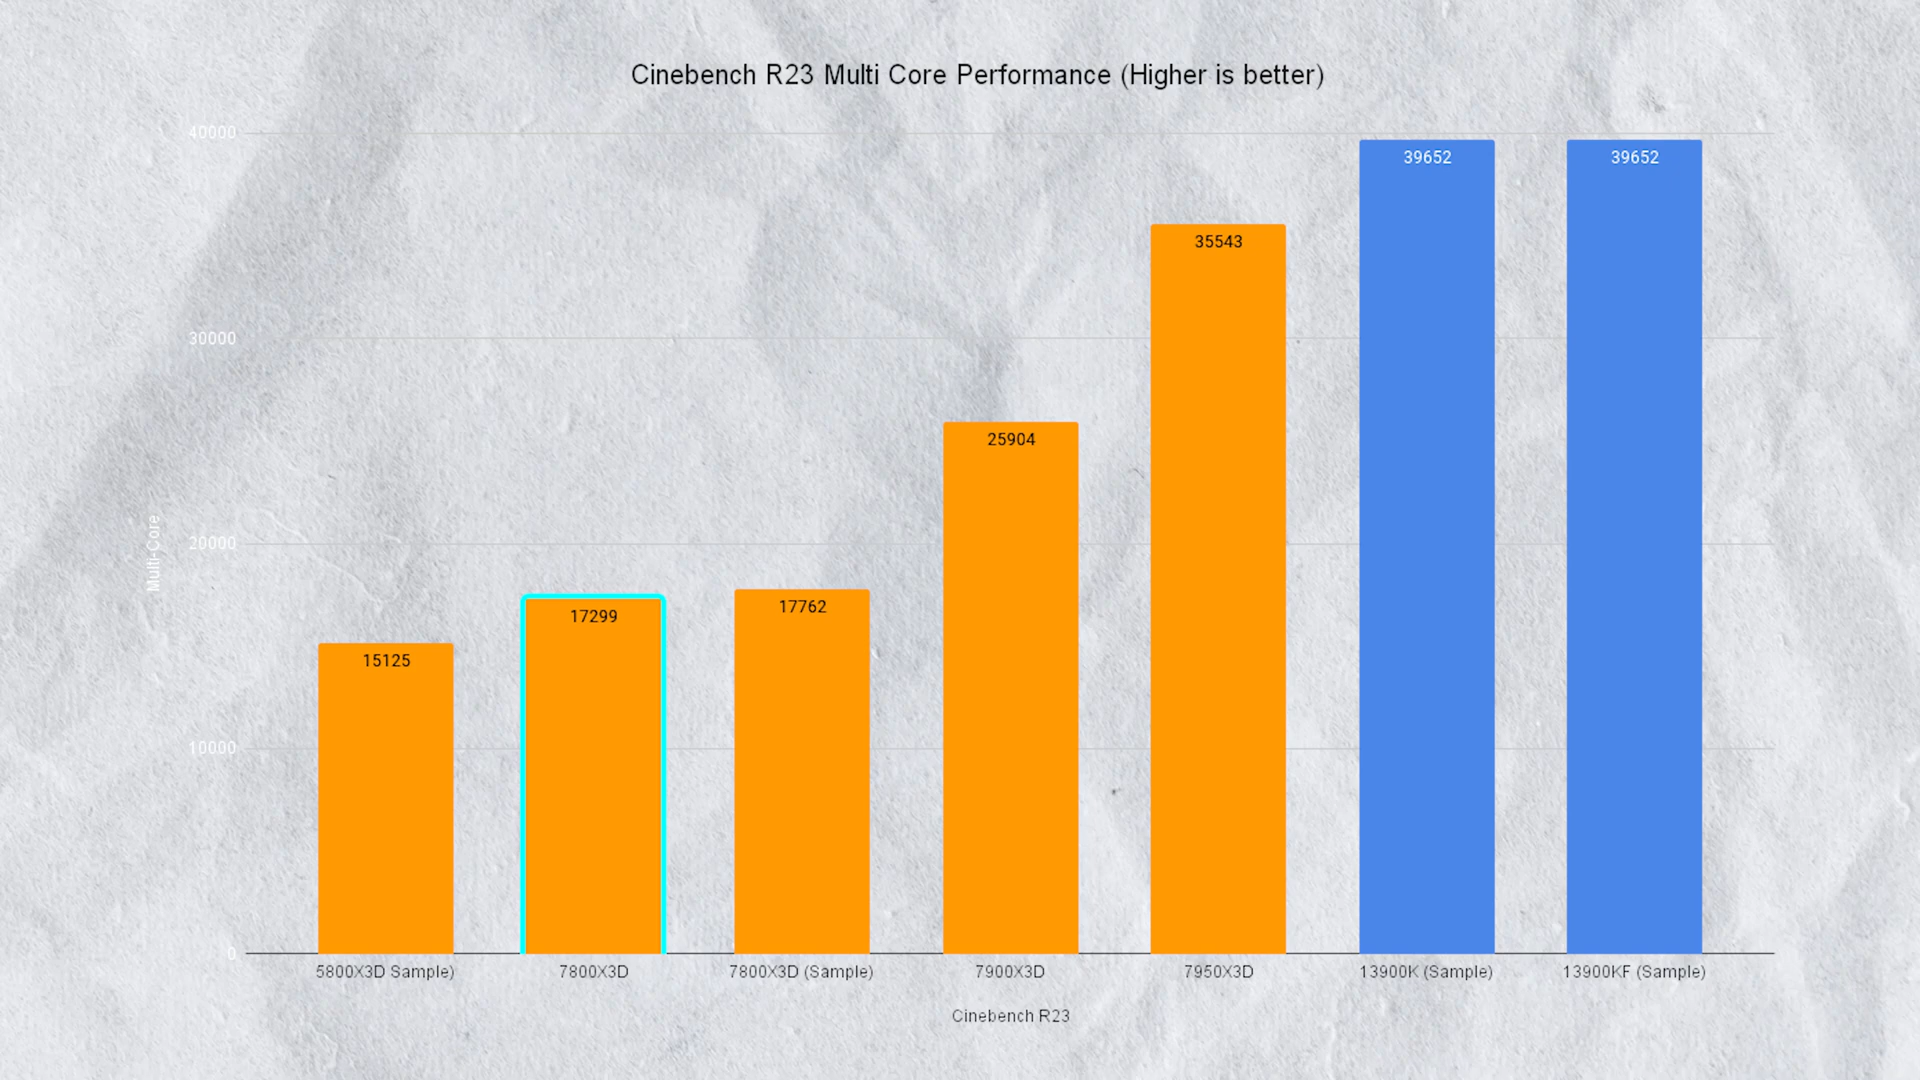 Cinebench R23 Multi Core Performance (Higher is better)
40000
30000
20000
10000
0
Multi-Core
15125
17299
17762
25904
35543
39652
39652
5800X3D Sample)
7800X3D
7800X3D (Sample)
7900X3D
7950X3D
13900K (Sample)
13900KF (Sample)
Cinebench R23